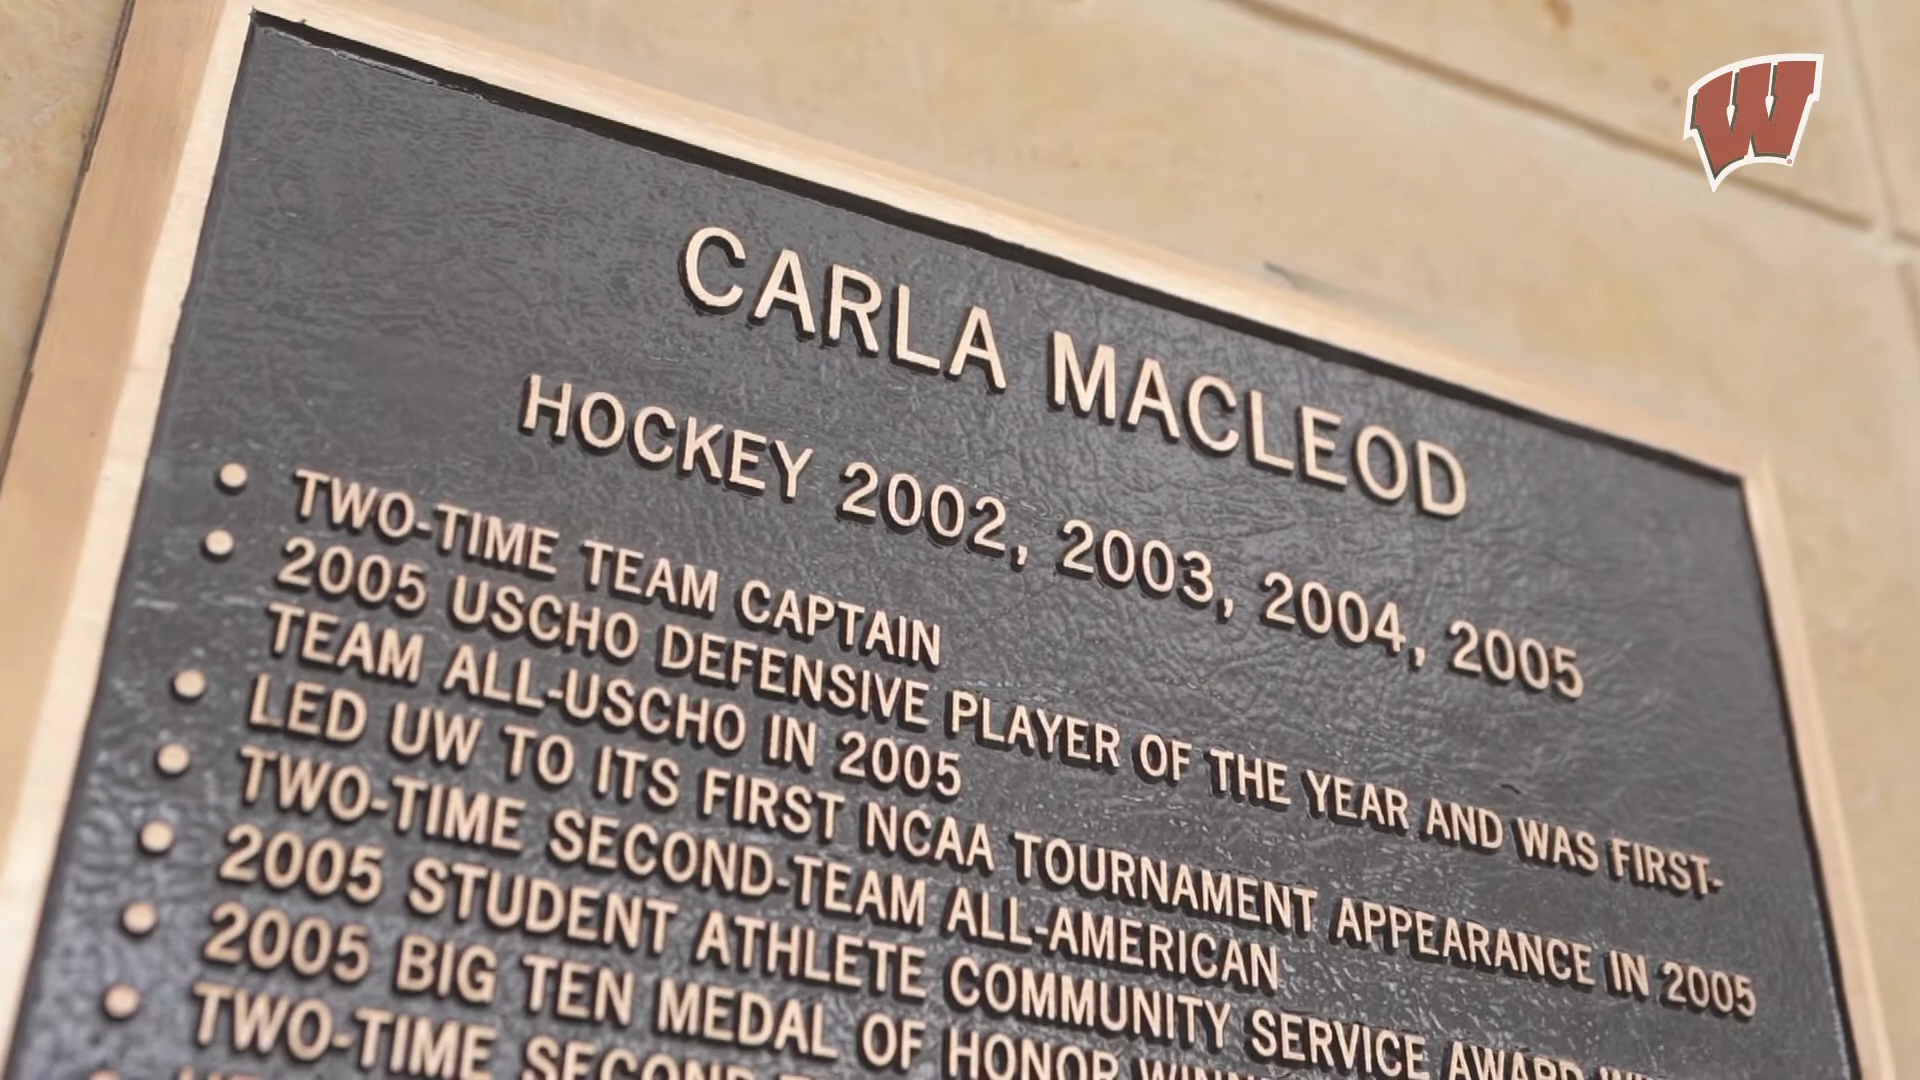 W
CARLA MACLEOD
HOCKEY 2002, 2003, 2004, 2005
• TWO-TIME TEAM CAPTAIN
• 2005 USCHO DEFENSIVE PLAYER OF THE YEAR AND WAS FIRST-
TEAM ALL-USCHO IN 2005
• LED UW TO ITS FIRST NCAA TOURNAMENT APPEARANCE IN 2005
• TWO-TIME SECOND-TEAM ALL-AMERICAN
• 2005 STUDENT ATHLETE COMMUNITY SERVICE AWARD
• 2005 BIG TEN MEDAL OF HONOR
• TWO-TIME SECOND